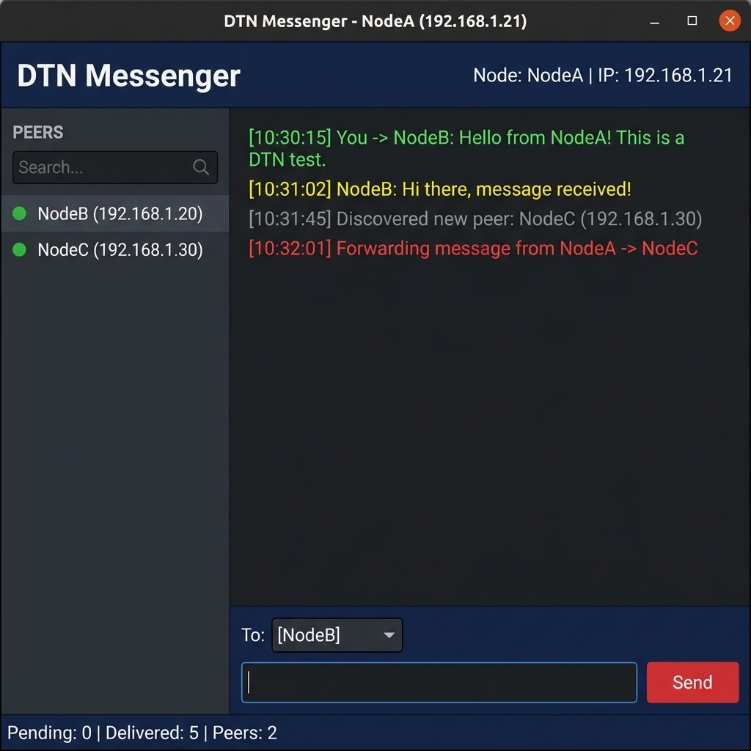 DTN Messenger - NodeA (192.168.1.21)
DTN Messenger
Node: NodeA | IP: 192.168.1.21
PEERS
Search...
NodeB (192.168.1.20)
NodeC (192.168.1.30)
[10:30:15] You -> NodeB: Hello from NodeA! This is a
DTN test.
[10:31:02] NodeB: Hi there, message received!
[10:31:45] Discovered new peer: NodeC (192.168.1.30)
[10:32:01] Forwarding message from NodeA -> NodeC
To: [NodeB]
Send
Pending: 0 | Delivered: 5 | Peers: 2